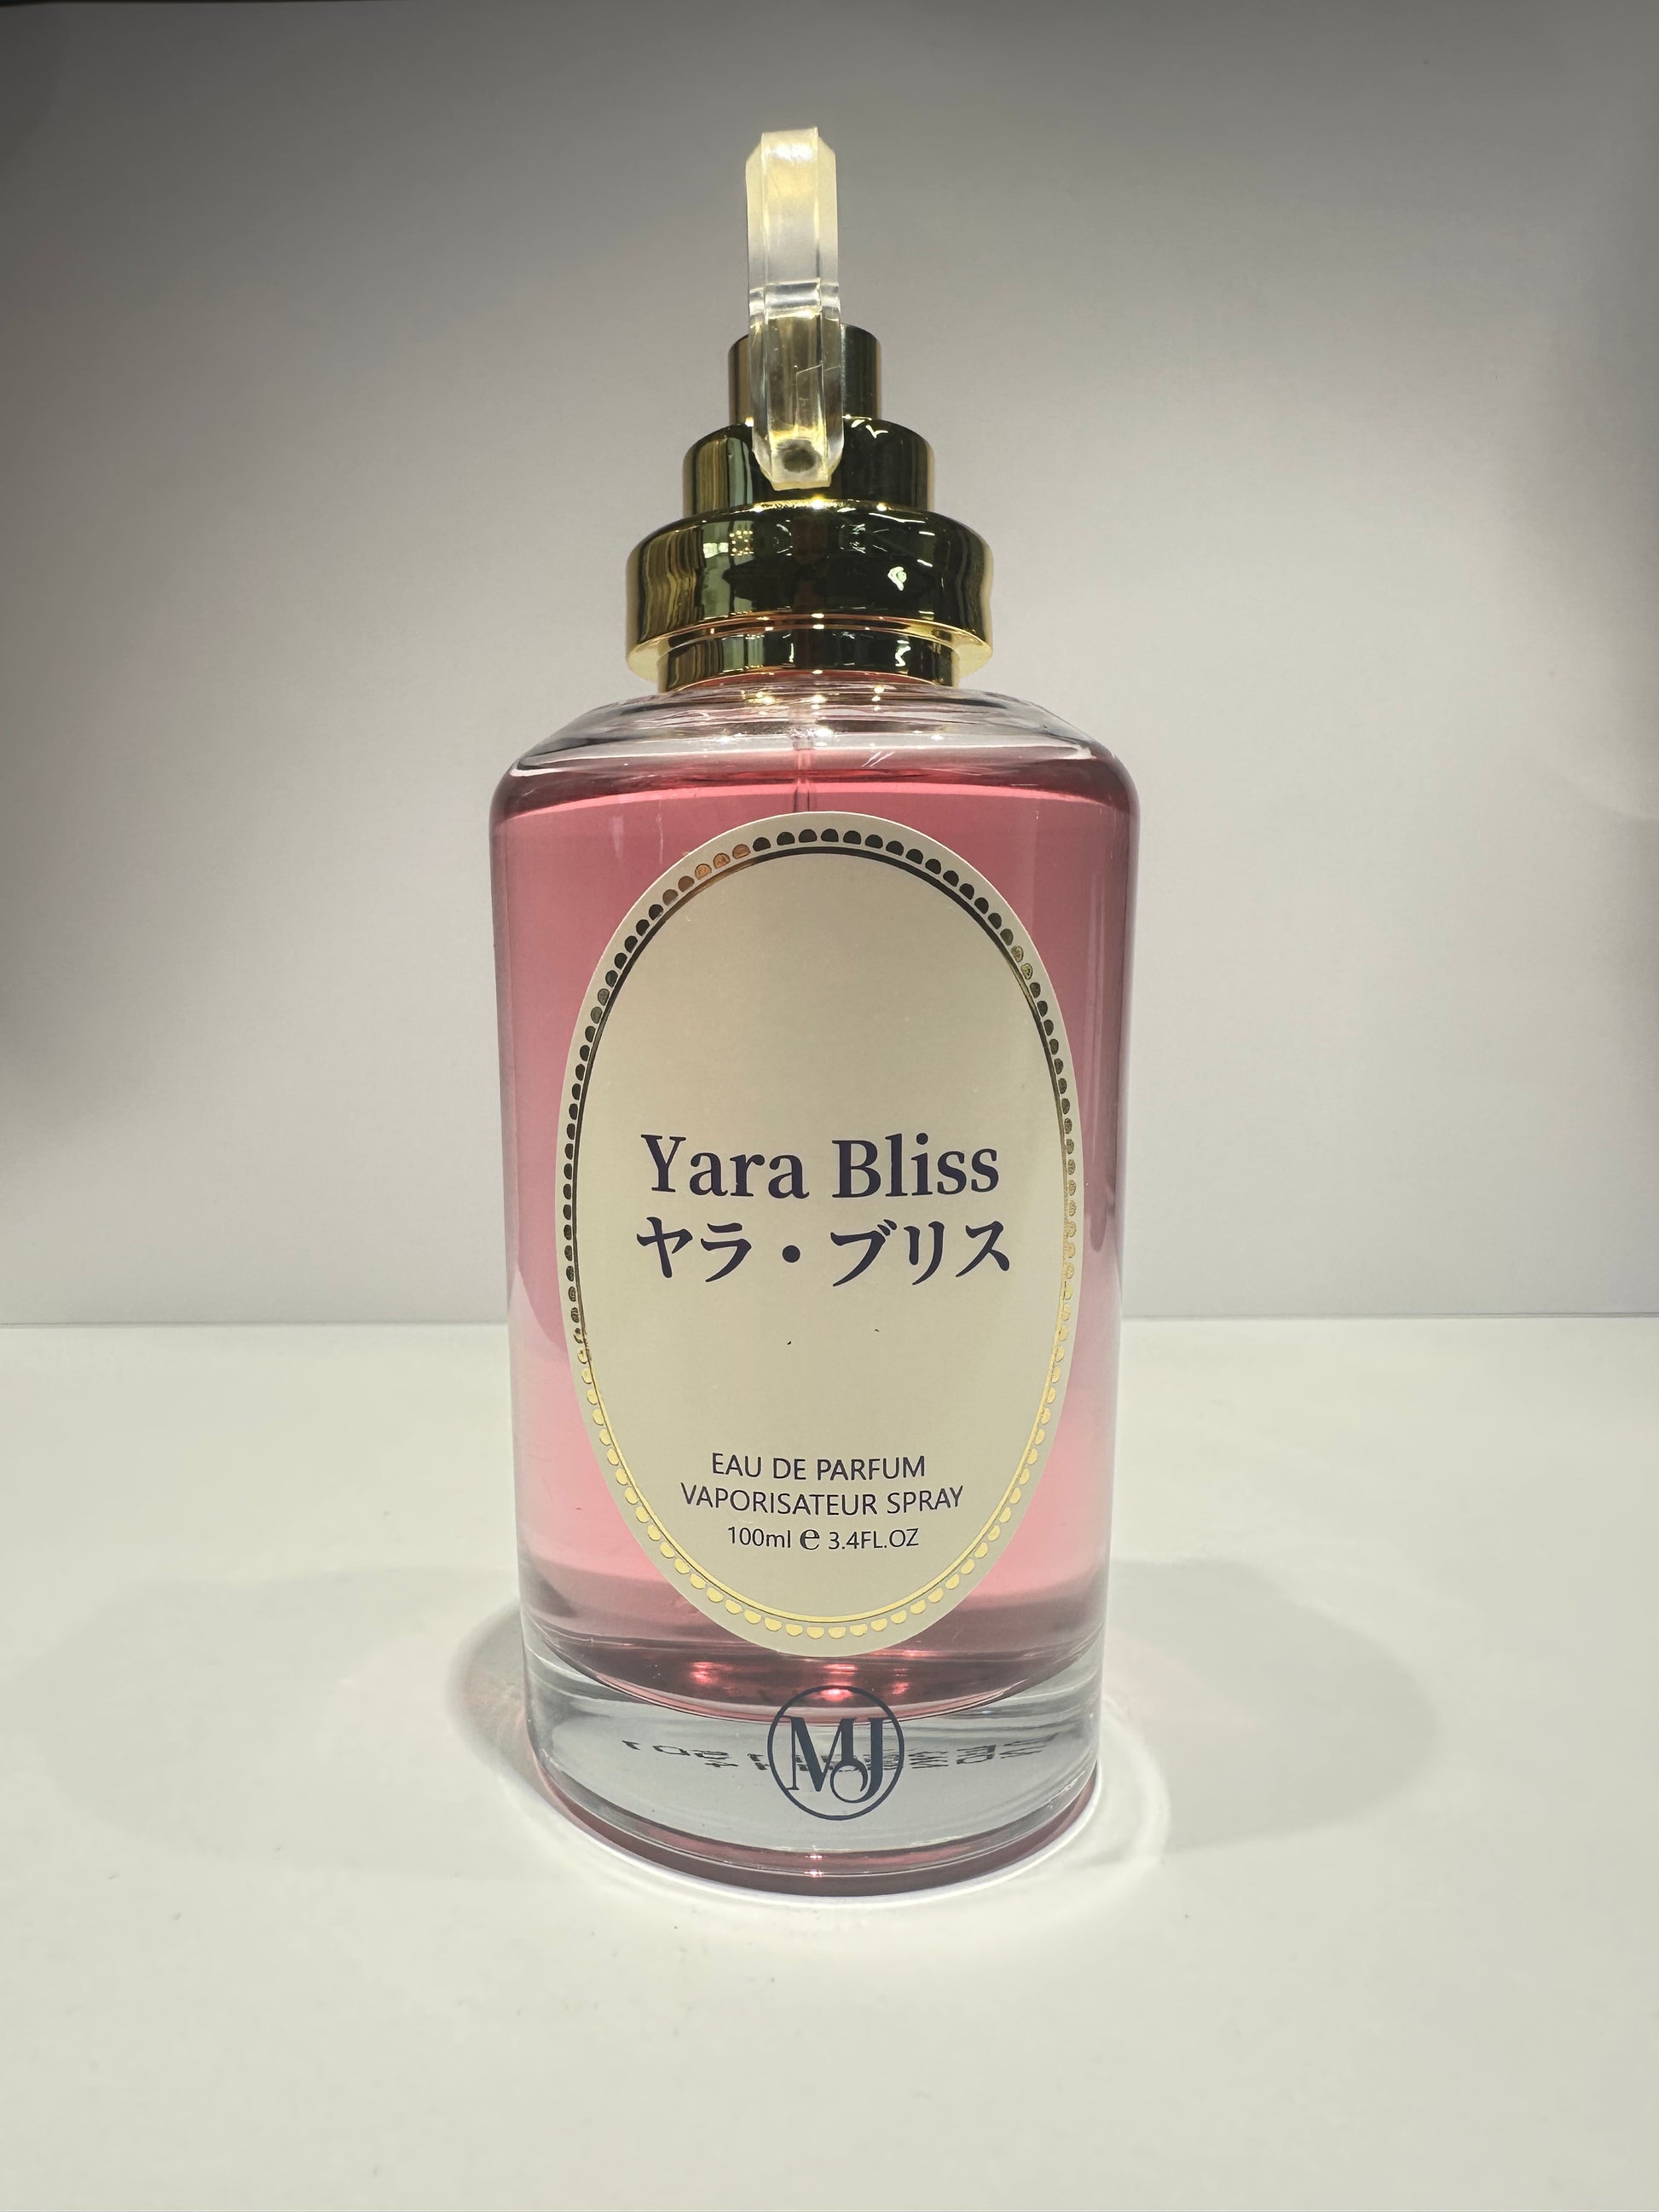 Yara Bliss
ヤラ・ブリス
EAU DE PARFUM
VAPORISATEUR SPRAY
100ml ℮ 3.4FL.OZ
MJ